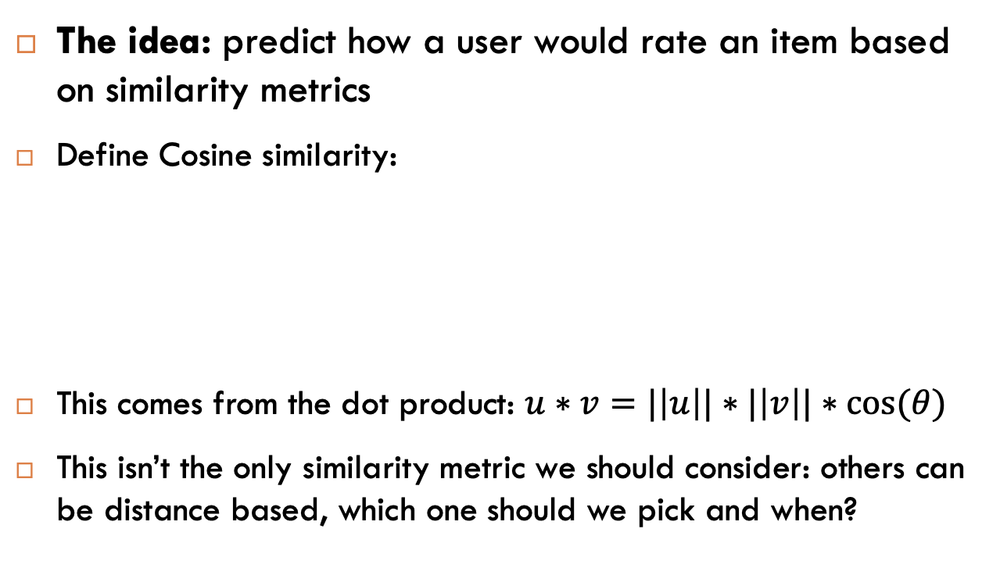 The idea: predict how a user would rate an item based
on similarity metrics
Define Cosine similarity:
This comes from the dot product: 𝑢 ∗ 𝑣 = ||𝑢|| ∗ ||𝑣|| ∗ cos(𝜃)
This isn’t the only similarity metric we should consider: others can
be distance based, which one should we pick and when?